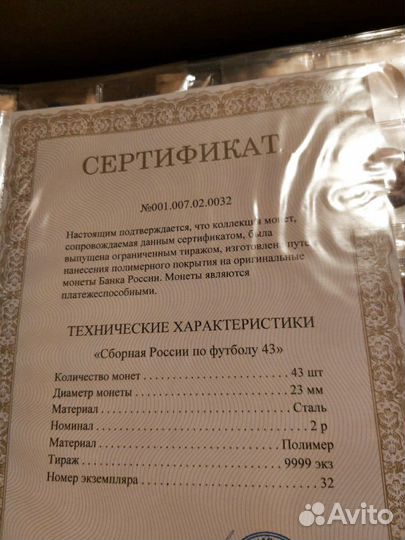 СЕРТИФИКАТ
№001.007.02.0032
Настоящим подтверждается, что коллекция монет,
сопровождаемая данным сертификатом, была
выпущена ограниченным тиражом, изготовлена путем
нанесения полимерного покрытия на оригинальные
монеты Банка России. Монеты являются
платежеспособными.
ТЕХНИЧЕСКИЕ ХАРАКТЕРИСТИКИ
«Сборная России по футболу 43»
Количество монет . . . . . . . . . . . . . . . . . . . . . 43 шт
Диаметр монеты . . . . . . . . . . . . . . . . . . . . . 23 мм
Материал . . . . . . . . . . . . . . . . . . . . . . . . . . Сталь
Номинал . . . . . . . . . . . . . . . . . . . . . . . . . . . . . 2 р
Материал . . . . . . . . . . . . . . . . . . . . . . . Полимер
Тираж . . . . . . . . . . . . . . . . . . . . . . . . . . 9999 экз
Номер экземпляра . . . . . . . . . . . . . . . . . . . . . . 32
Avito